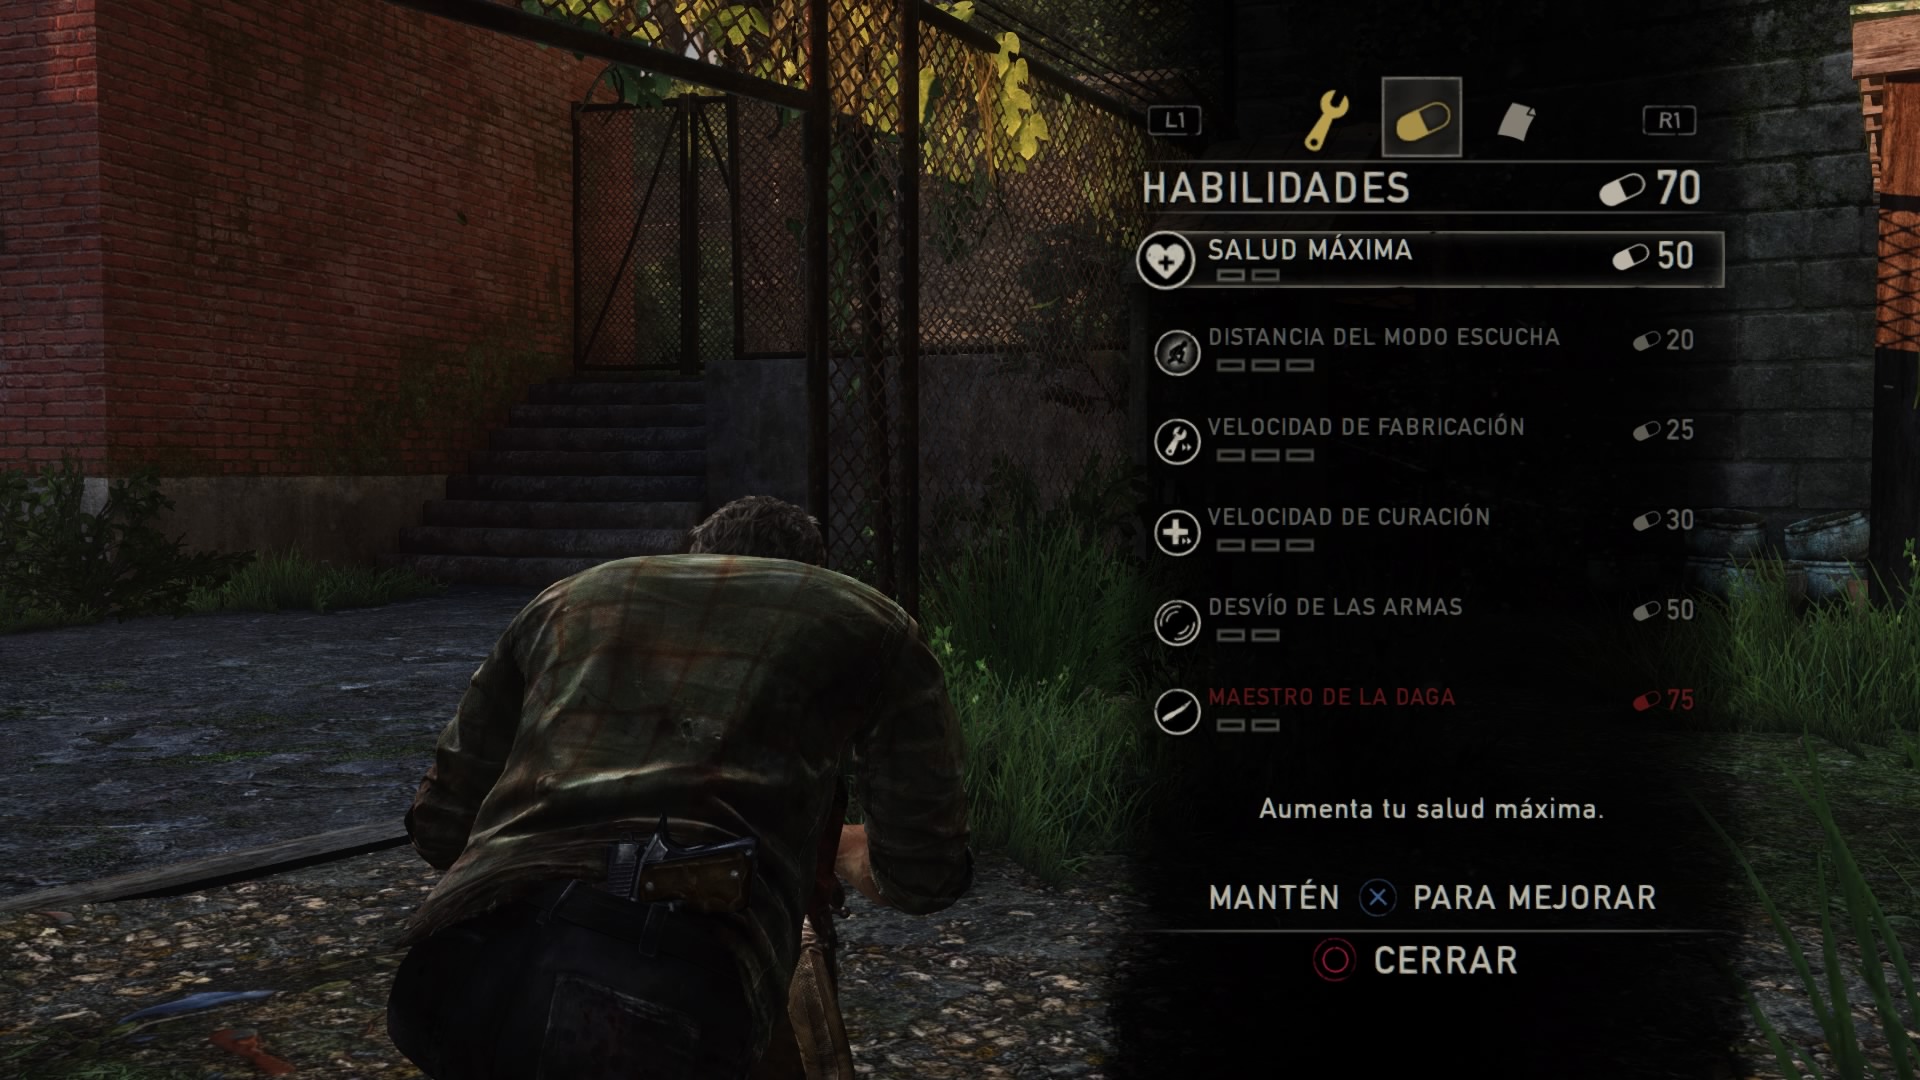 L1
R1
HABILIDADES 70
SALUD MÁXIMA 50
DISTANCIA DEL MODO ESCUCHA 20
VELOCIDAD DE FABRICACIÓN 25
VELOCIDAD DE CURACIÓN 30
DESVÍO DE LAS ARMAS 50
MAESTRO DE LA DAGA 75
Aumenta tu salud máxima.
MANTÉN PARA MEJORAR
CERRAR